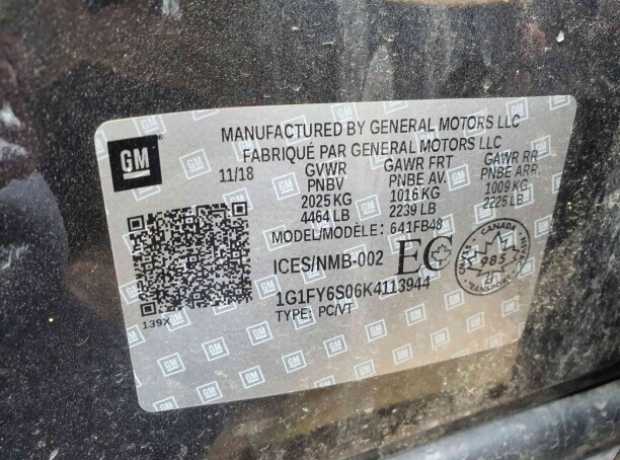 GM
MANUFACTURED BY GENERAL MOTORS LLC
FABRIQUÉ PAR GENERAL MOTORS LLC
11/18 GVWR GAWR FRT GAWR RR
PNBV PNBE AV. PNBE ARR.
2025 KG 1016 KG 1009 KG
4464 LB 2239 LB 2225 LB
MODEL/MODÈLE: 641FB48
ICES/NMB-002 EC
CANADA
985
1G1FY6S06K4113944
TYPE: PC/VT
139X